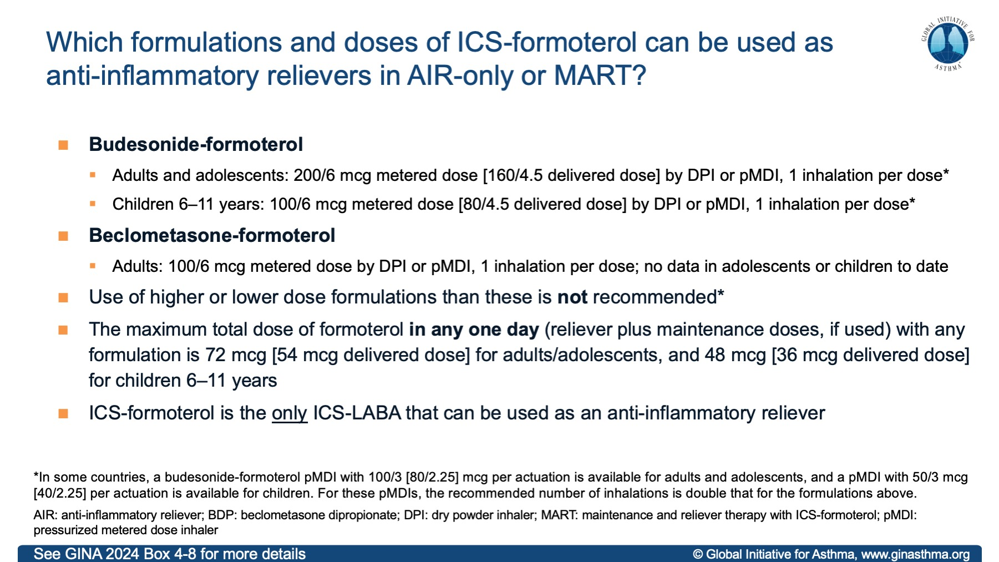 Which formulations and doses of ICS-formoterol can be used as
anti-inflammatory relievers in AIR-only or MART?
GLOBAL INITIATIVE FOR
ASTHMA
■ Budesonide-formoterol
▪ Adults and adolescents: 200/6 mcg metered dose [160/4.5 delivered dose] by DPI or pMDI, 1 inhalation per dose*
▪ Children 6–11 years: 100/6 mcg metered dose [80/4.5 delivered dose] by DPI or pMDI, 1 inhalation per dose*
■ Beclometasone-formoterol
▪ Adults: 100/6 mcg metered dose by DPI or pMDI, 1 inhalation per dose; no data in adolescents or children to date
■ Use of higher or lower dose formulations than these is not recommended*
■ The maximum total dose of formoterol in any one day (reliever plus maintenance doses, if used) with any
formulation is 72 mcg [54 mcg delivered dose] for adults/adolescents, and 48 mcg [36 mcg delivered dose]
for children 6–11 years
■ ICS-formoterol is the only ICS-LABA that can be used as an anti-inflammatory reliever
*In some countries, a budesonide-formoterol pMDI with 100/3 [80/2.25] mcg per actuation is available for adults and adolescents, and a pMDI with 50/3 mcg
[40/2.25] per actuation is available for children. For these pMDIs, the recommended number of inhalations is double that for the formulations above.
AIR: anti-inflammatory reliever; BDP: beclometasone dipropionate; DPI: dry powder inhaler; MART: maintenance and reliever therapy with ICS-formoterol; pMDI:
pressurized metered dose inhaler
See GINA 2024 Box 4-8 for more details
© Global Initiative for Asthma, www.ginasthma.org